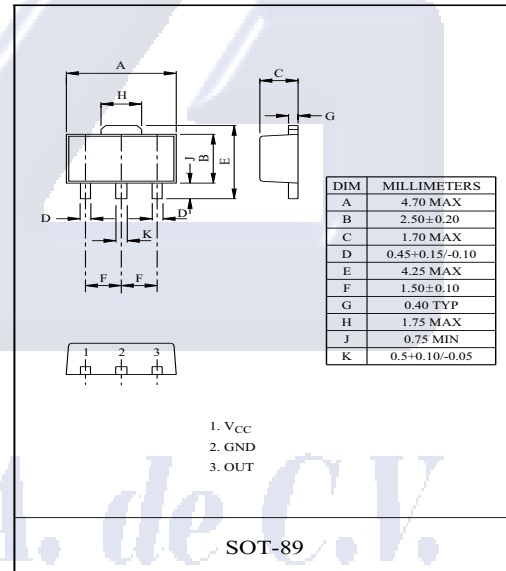 A
H
C
G
J
B
E
D
D
K
F F
DIM MILLIMETERS
A 4.70 MAX
B 2.50±0.20
C 1.70 MAX
D 0.45+0.15/-0.10
E 4.25 MAX
F 1.50±0.10
G 0.40 TYP
H 1.75 MAX
J 0.75 MIN
K 0.5+0.10/-0.05
1 2 3
1. VCC
2. GND
3. OUT
A. de C.V.
SOT-89